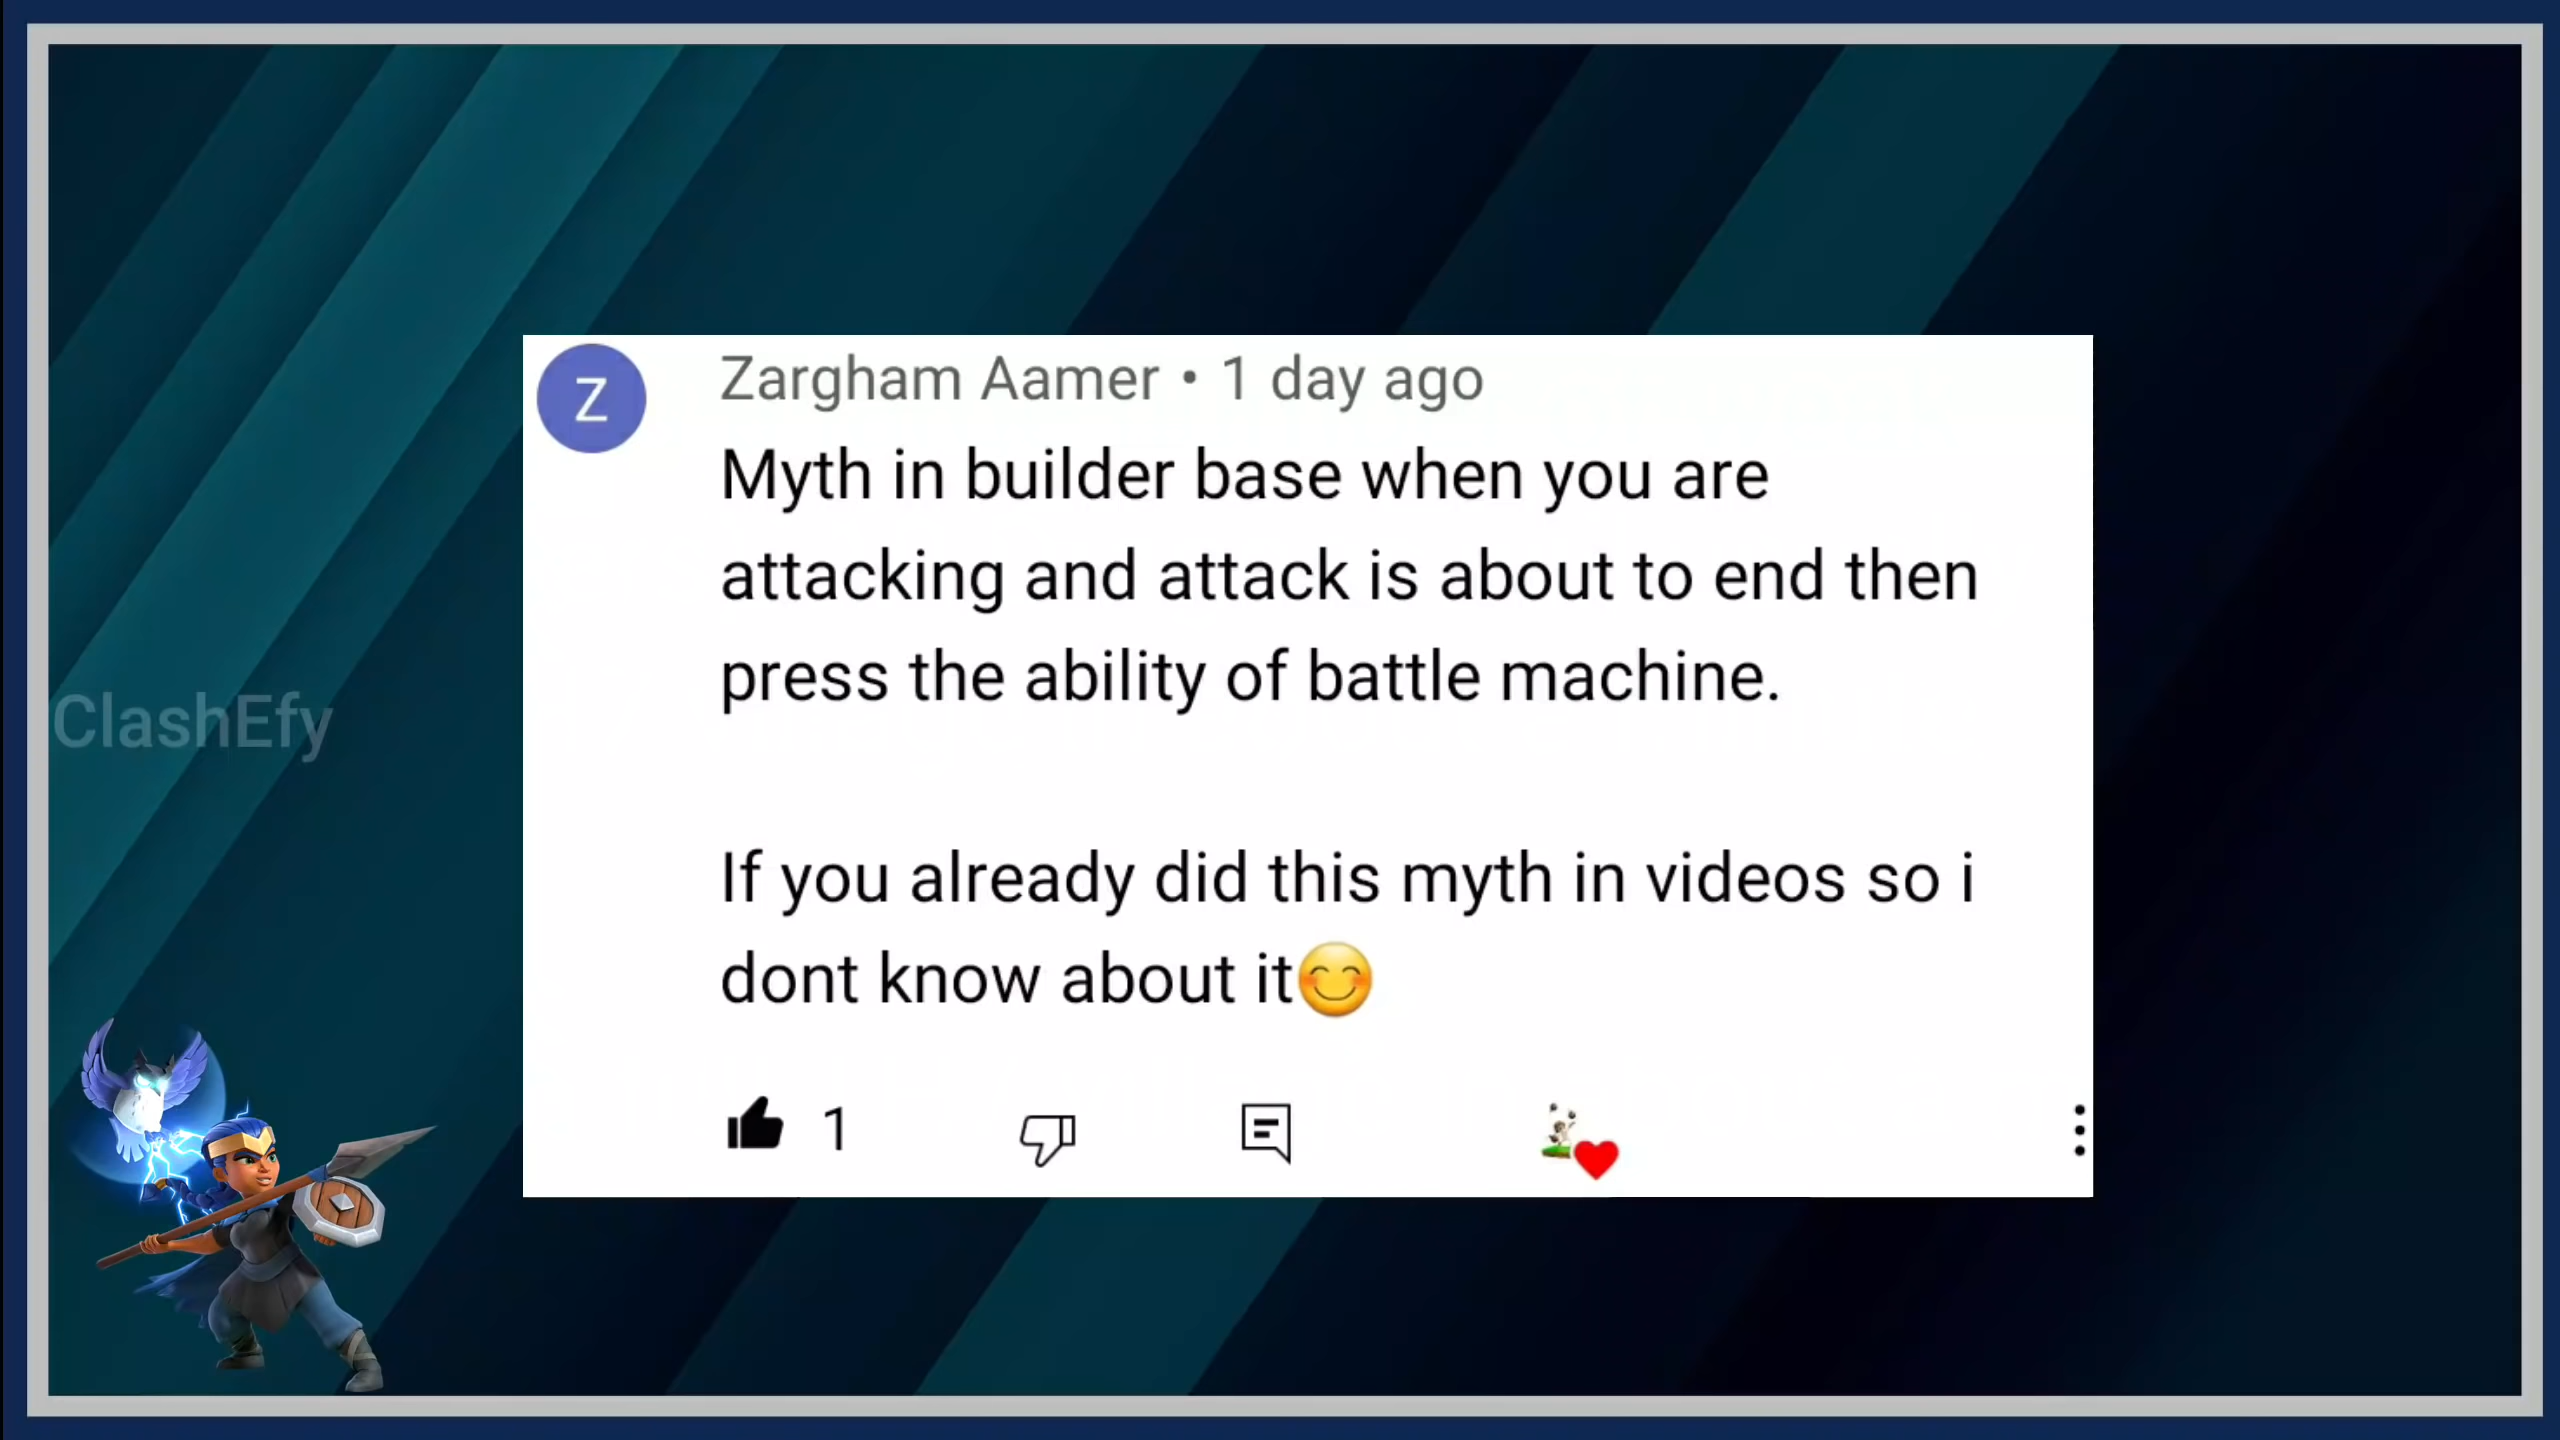 Z
Zargham Aamer • 1 day ago
Myth in builder base when you are
attacking and attack is about to end then
press the ability of battle machine.
If you already did this myth in videos so i
dont know about it😊
1
ClashEfy